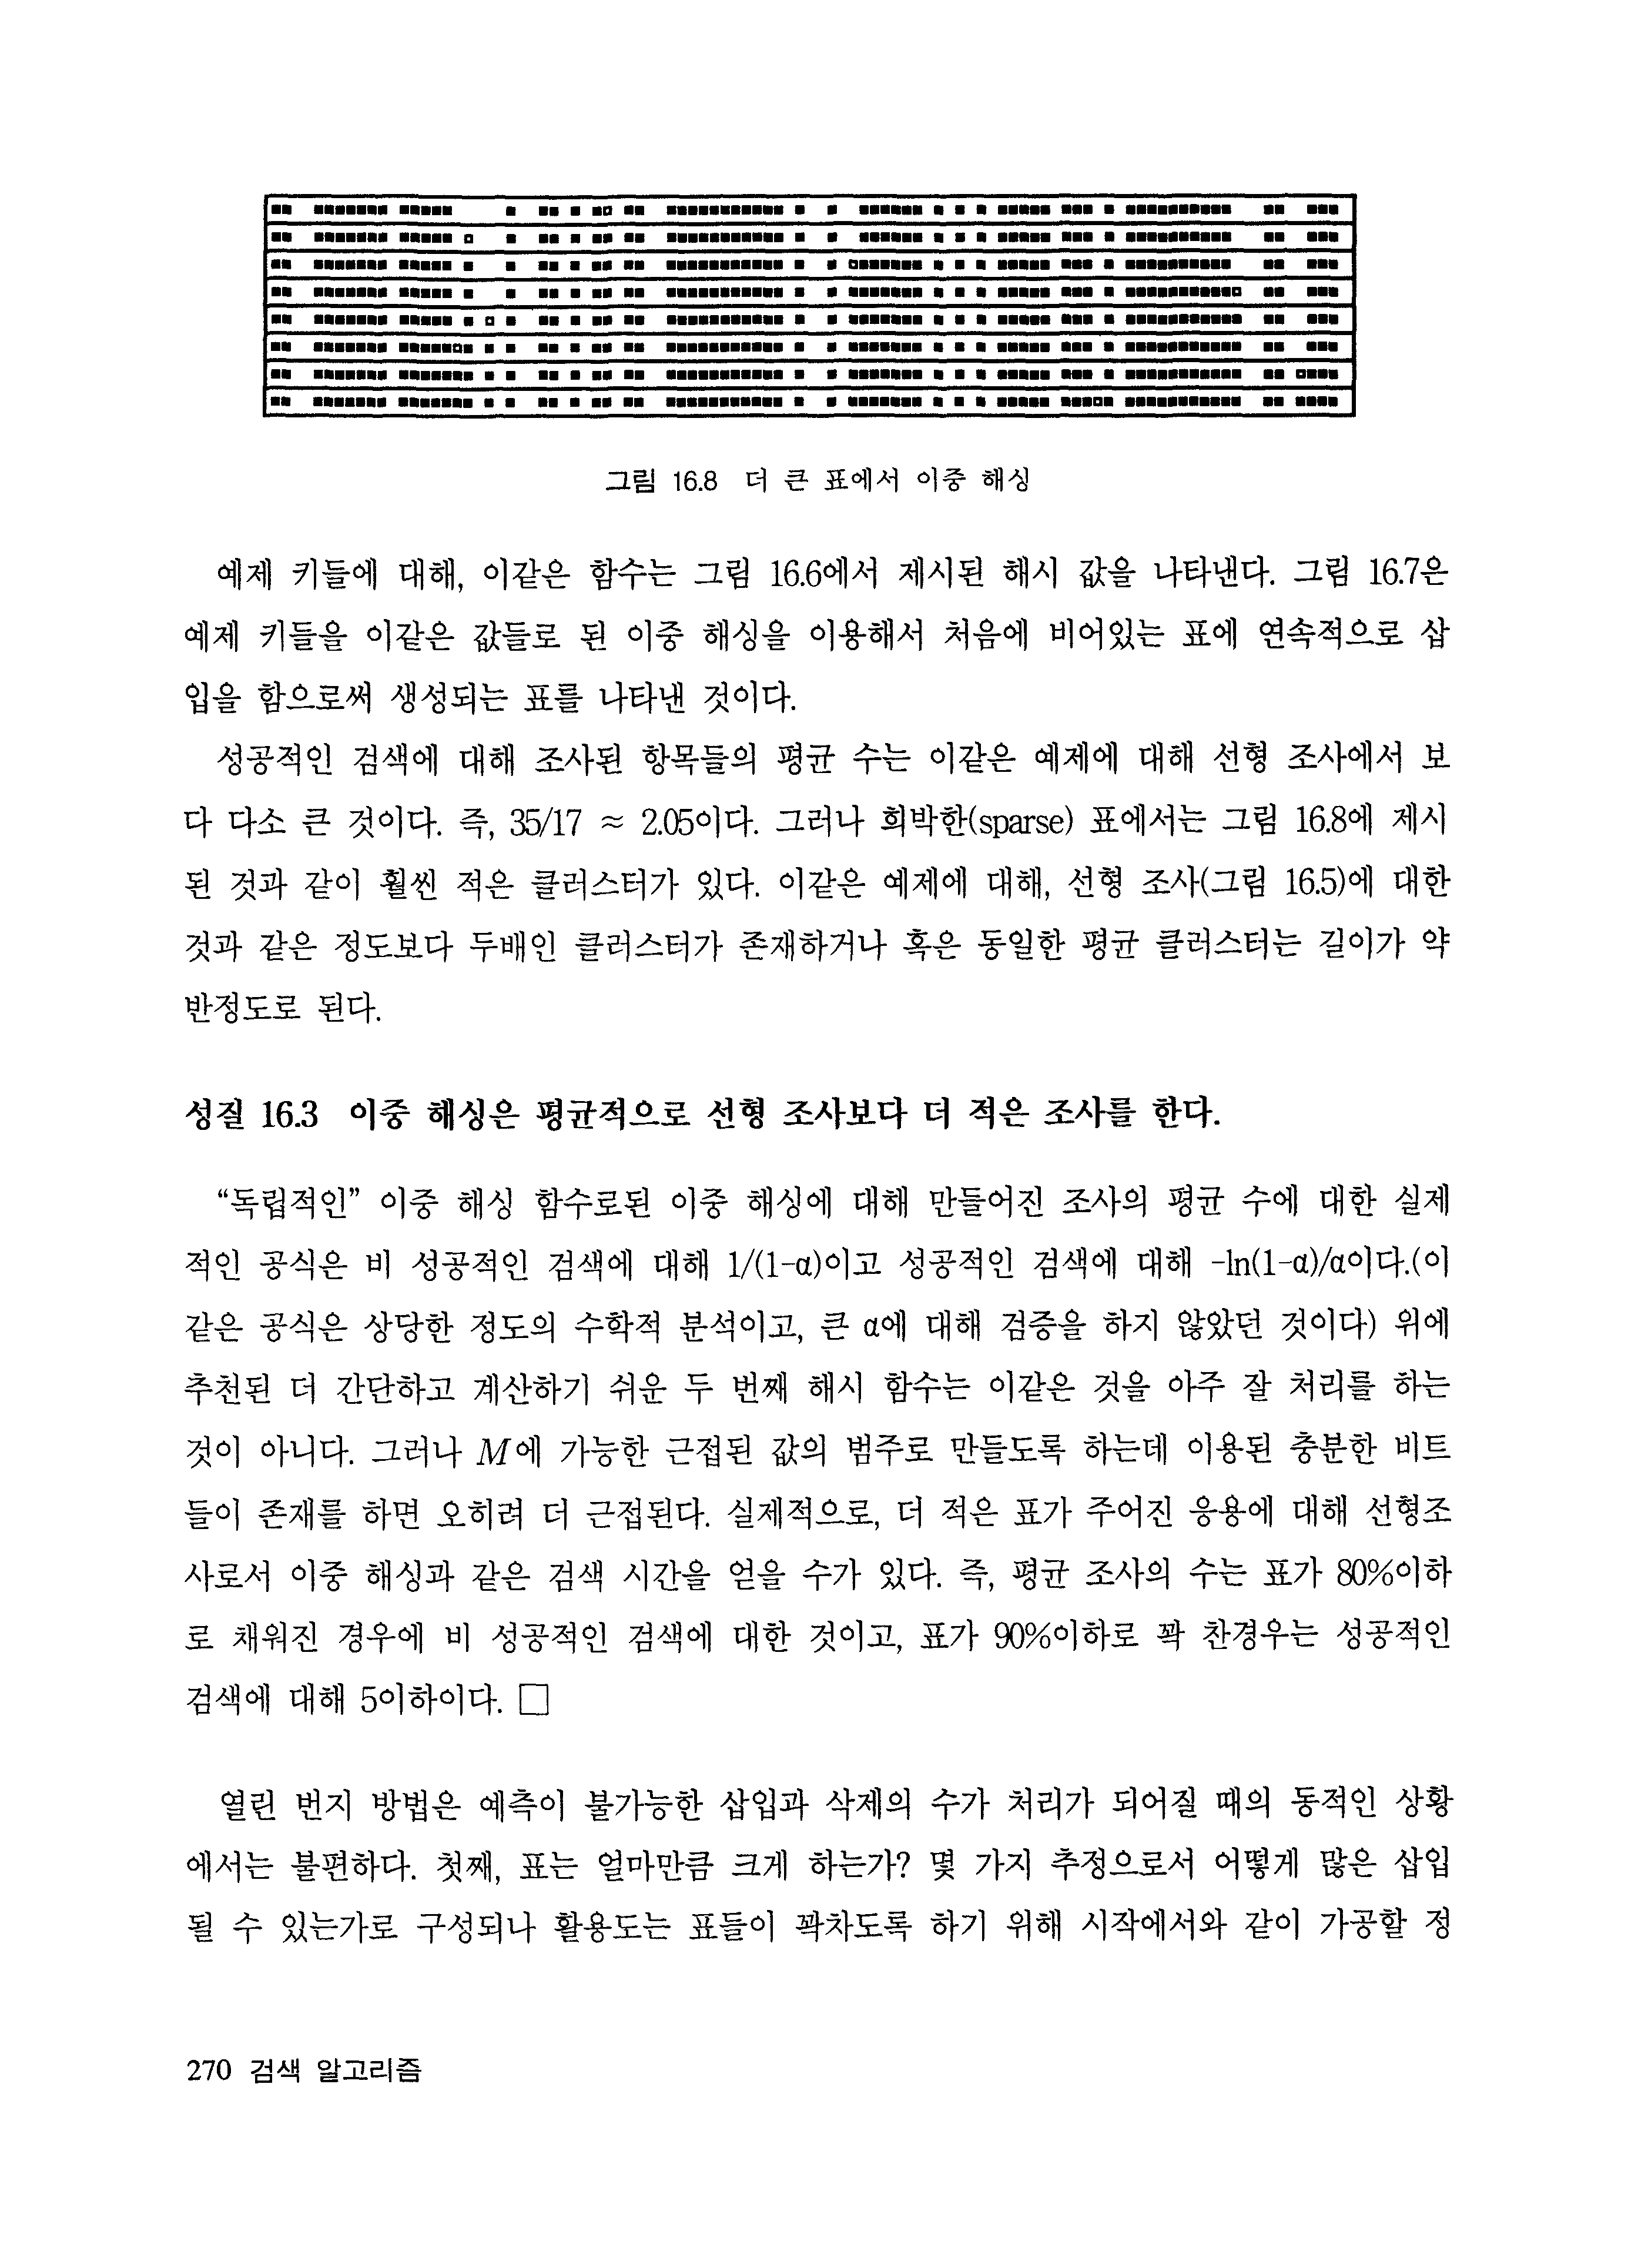 그림 16.8 더 큰 표에서 이중 해싱
예제 키들에 대해, 이같은 함수는 그림 16.6에서 제시된 해시 값을 나타낸다. 그림 16.7은
예제 키들을 이같은 값들로 된 이중 해싱을 이용해서 처음에 비어있는 표에 연속적으로 삽
입을 함으로써 생성되는 표를 나타낸 것이다.
성공적인 검색에 대해 조사된 항목들의 평균 수는 이같은 예제에 대해 선형 조사에서 보
다 다소 큰 것이다. 즉, 35/17 ≈ 2.05이다. 그러나 희박한(sparse) 표에서는 그림 16.8에 제시
된 것과 같이 훨씬 적은 클러스터가 있다. 이같은 예제에 대해, 선형 조사(그림 16.5)에 대한
것과 같은 정도보다 두배인 클러스터가 존재하거나 혹은 동일한 평균 클러스터는 길이가 약
반정도로 된다.
성질 16.3 이중 해싱은 평균적으로 선형 조사보다 더 적은 조사를 한다.
“독립적인” 이중 해싱 함수로된 이중 해싱에 대해 만들어진 조사의 평균 수에 대한 실제
적인 공식은 비 성공적인 검색에 대해 1/(1-α)이고 성공적인 검색에 대해 -ln(1-α)/α이다.(이
같은 공식은 상당한 정도의 수학적 분석이고, 큰 α에 대해 검증을 하지 않았던 것이다) 위에
추천된 더 간단하고 계산하기 쉬운 두 번째 해시 함수는 이같은 것을 아주 잘 처리를 하는
것이 아니다. 그러나 M에 가능한 근접된 값의 범주로 만들도록 하는데 이용된 충분한 비트
들이 존재를 하면 오히려 더 근접된다. 실제적으로, 더 적은 표가 주어진 응용에 대해 선형조
사로서 이중 해싱과 같은 검색 시간을 얻을 수가 있다. 즉, 평균 조사의 수는 표가 80%이하
로 채워진 경우에 비 성공적인 검색에 대한 것이고, 표가 90%이하로 꽉 찬경우는 성공적인
검색에 대해 5이하이다. □
열린 번지 방법은 예측이 불가능한 삽입과 삭제의 수가 처리가 되어질 때의 동적인 상황
에서는 불편하다. 첫째, 표는 얼마만큼 크게 하는가? 몇 가지 추정으로서 어떻게 많은 삽입
될 수 있는가로 구성되나 활용도는 표들이 꽉차도록 하기 위해 시작에서와 같이 가공할 정
270 검색 알고리즘